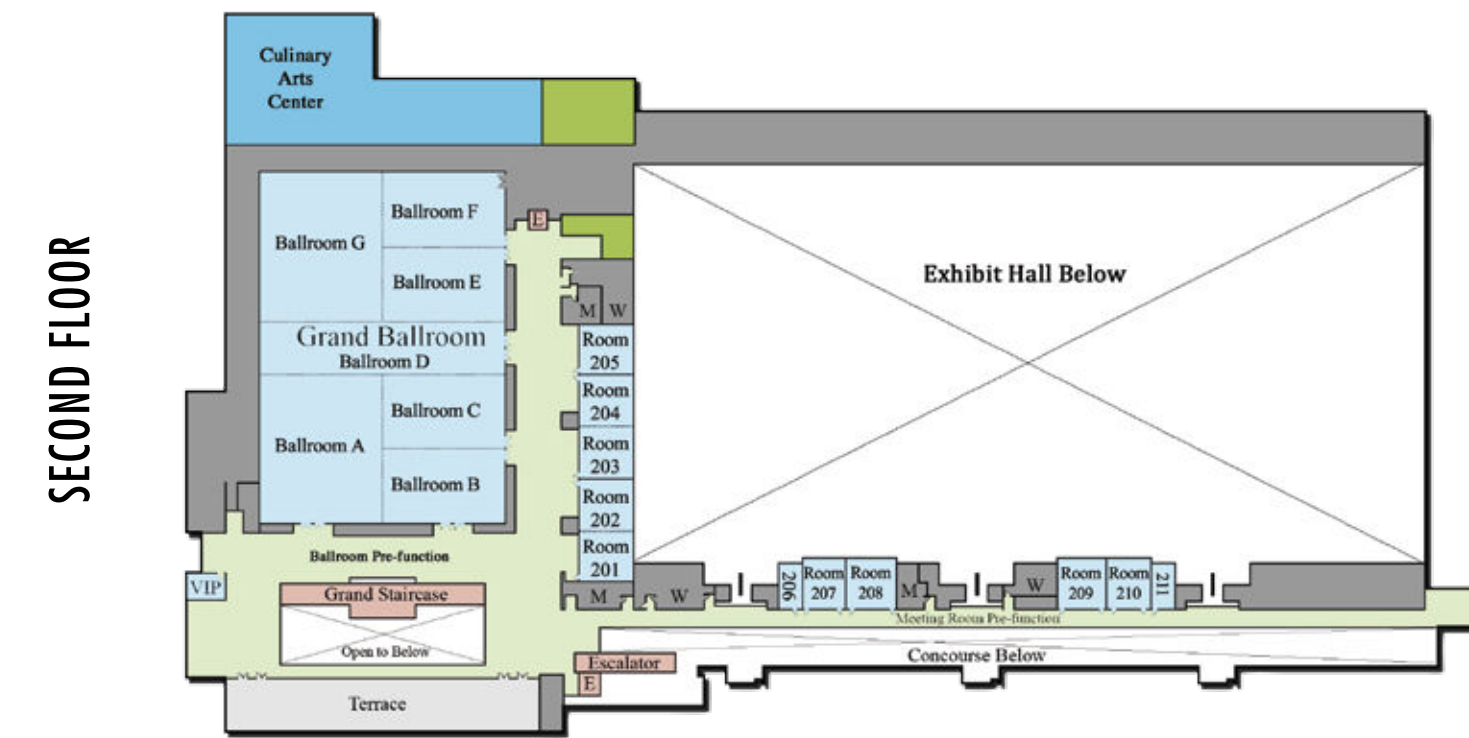 SECOND FLOOR
Culinary
Arts
Center
Ballroom G
Ballroom F
Ballroom E
Grand Ballroom
Ballroom D
Ballroom A
Ballroom C
Ballroom B
E
M
W
Room
205
Room
204
Room
203
Room
202
Room
201
Exhibit Hall Below
Ballroom Pre-function
VIP
Grand Staircase
Open to Below
Terrace
M
W
206
Room
207
Room
208
M
W
Room
209
Room
210
211
Meeting Room Pre-function
Concourse Below
Escalator
E